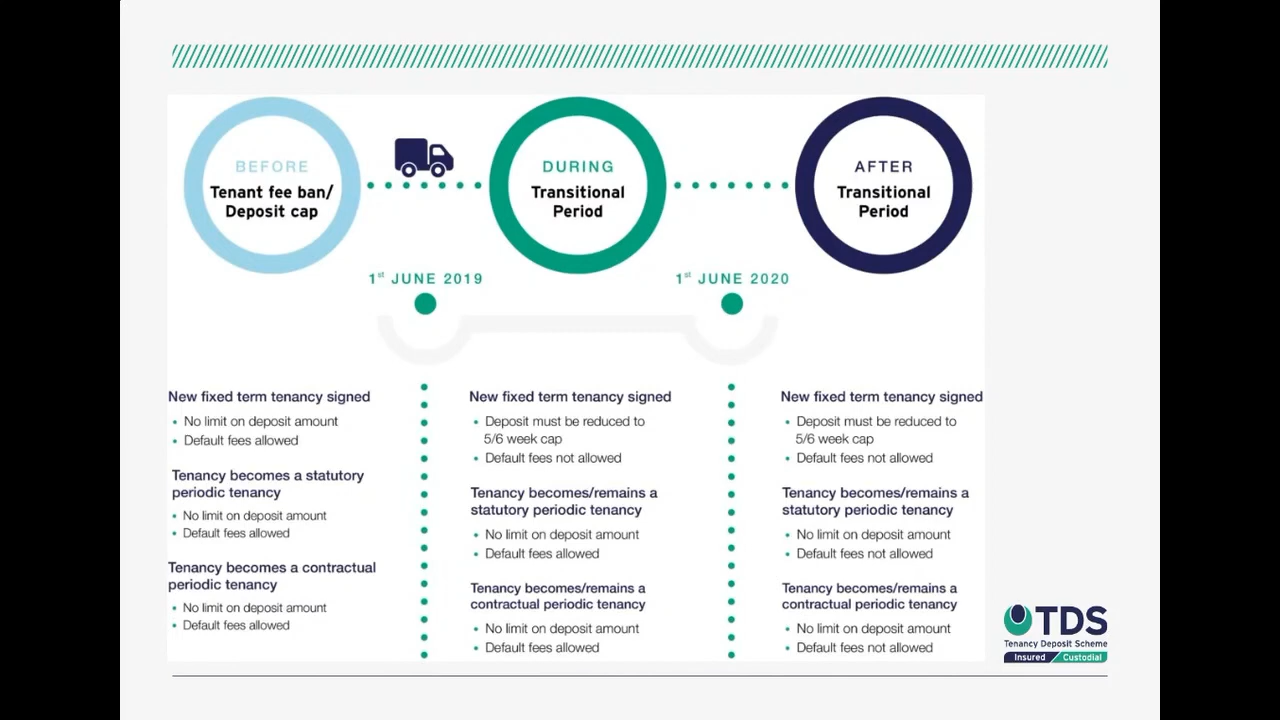 BEFORE
Tenant fee ban/
Deposit cap
DURING
Transitional
Period
AFTER
Transitional
Period
1st JUNE 2019
1st JUNE 2020
New fixed term tenancy signed
• No limit on deposit amount
• Default fees allowed
Tenancy becomes a statutory
periodic tenancy
• No limit on deposit amount
• Default fees allowed
Tenancy becomes a contractual
periodic tenancy
• No limit on deposit amount
• Default fees allowed
New fixed term tenancy signed
• Deposit must be reduced to
5/6 week cap
• Default fees not allowed
Tenancy becomes/remains a
statutory periodic tenancy
• No limit on deposit amount
• Default fees allowed
Tenancy becomes/remains a
contractual periodic tenancy
• No limit on deposit amount
• Default fees allowed
New fixed term tenancy signed
• Deposit must be reduced to
5/6 week cap
• Default fees not allowed
Tenancy becomes/remains a
statutory periodic tenancy
• No limit on deposit amount
• Default fees not allowed
Tenancy becomes/remains a
contractual periodic tenancy
• No limit on deposit amount
• Default fees not allowed
TDS
Tenancy Deposit Scheme
Insured Custodial